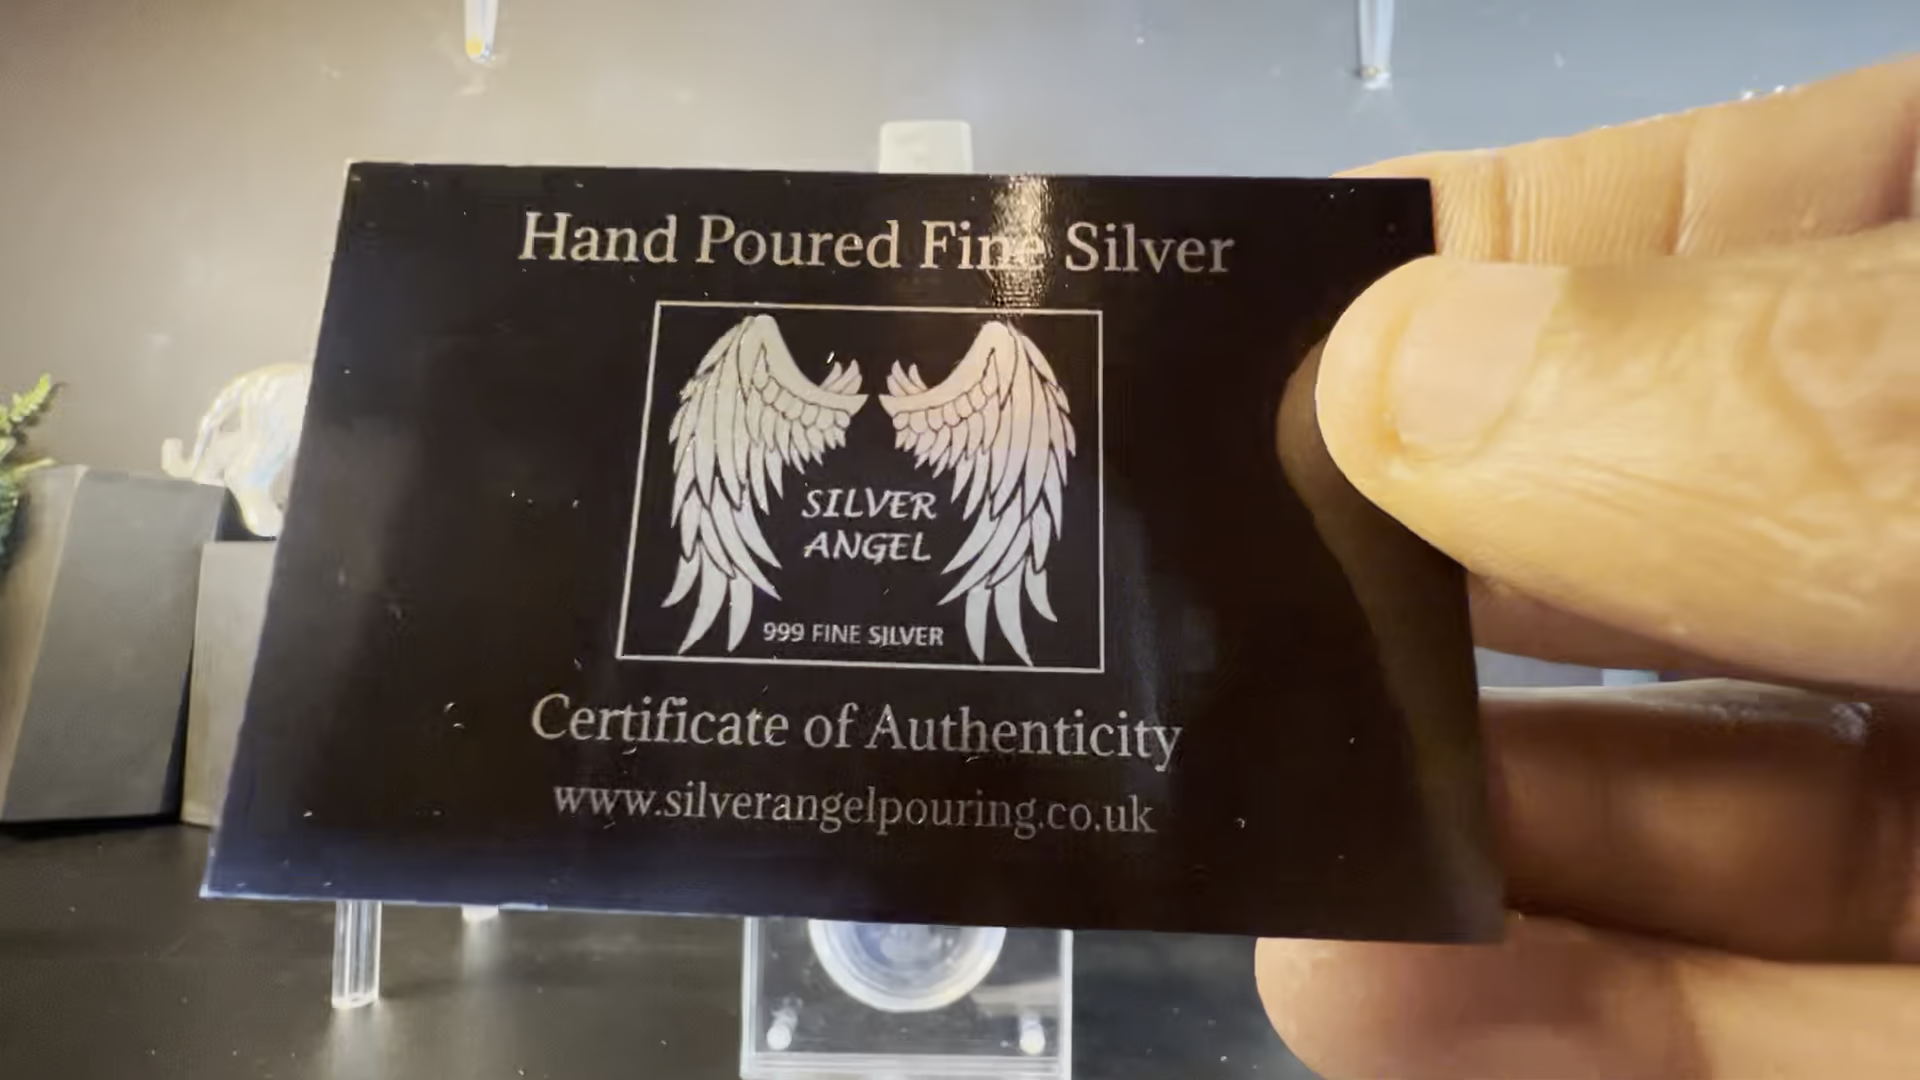 Hand Poured Fine Silver
SILVER
ANGEL
999 FINE SILVER
Certificate of Authenticity
www.silverangelpouring.co.uk